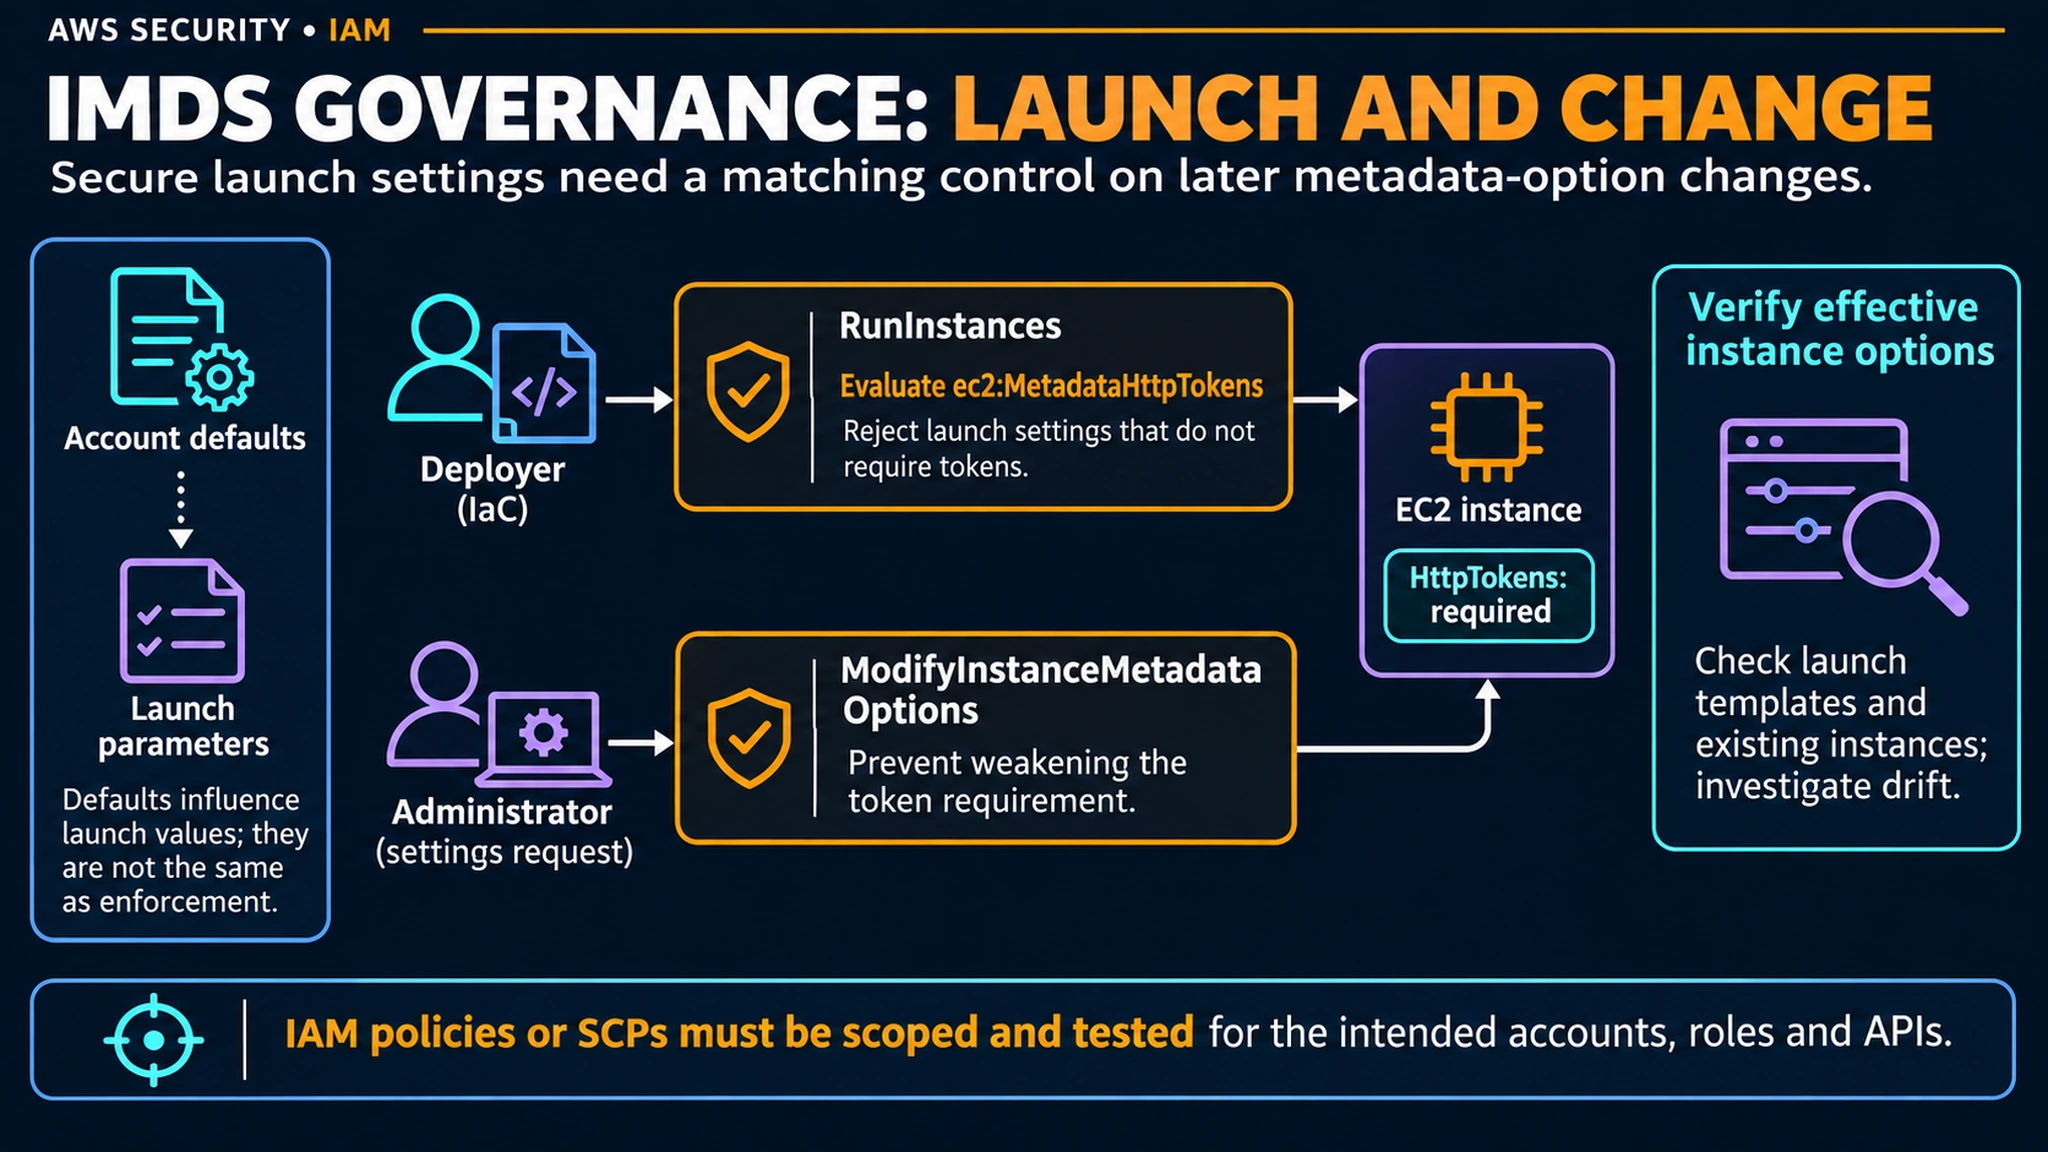 AWS SECURITY • IAM
IMDS GOVERNANCE: LAUNCH AND CHANGE
Secure launch settings need a matching control on later metadata-option changes.
Account defaults
Launch
parameters
Defaults influence
launch values; they
are not the same
as enforcement.
Deployer
(IaC)
RunInstances
Evaluate ec2:MetadataHttpTokens
Reject launch settings that do not
require tokens.
Administrator
(settings request)
ModifyInstanceMetadata
Options
Prevent weakening the
token requirement.
EC2 instance
HttpTokens:
required
Verify effective
instance options
Check launch
templates and
existing instances;
investigate drift.
IAM policies or SCPs must be scoped and tested for the intended accounts, roles and APIs.